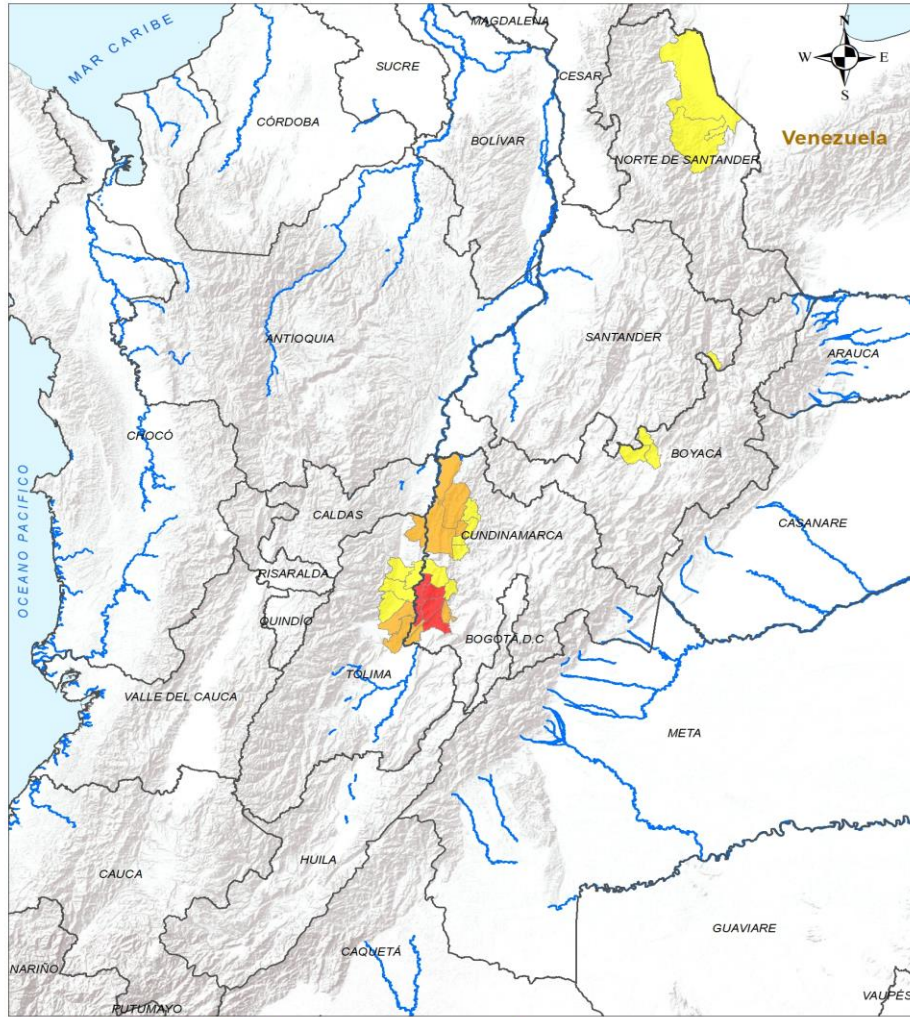 MAGDALENA
MAR CARIBE
N
W
E
S
SUCRE
CESAR
CÓRDOBA
BOLÍVAR
Venezuela
NORTE DE SANTANDER
ANTIOQUIA
SANTANDER
ARAUCA
CHOCÓ
BOYACÁ
OCEANO PACIFICO
CALDAS
CASANARE
CUNDINAMARCA
RISARALDA
QUINDÍO
BOGOTÁ,D.C
TOLIMA
VALLE DEL CAUCA
META
HUILA
CAUCA
GUAVIARE
CAQUETÁ
NARIÑO
VAUPÉS
PUTUMAYO